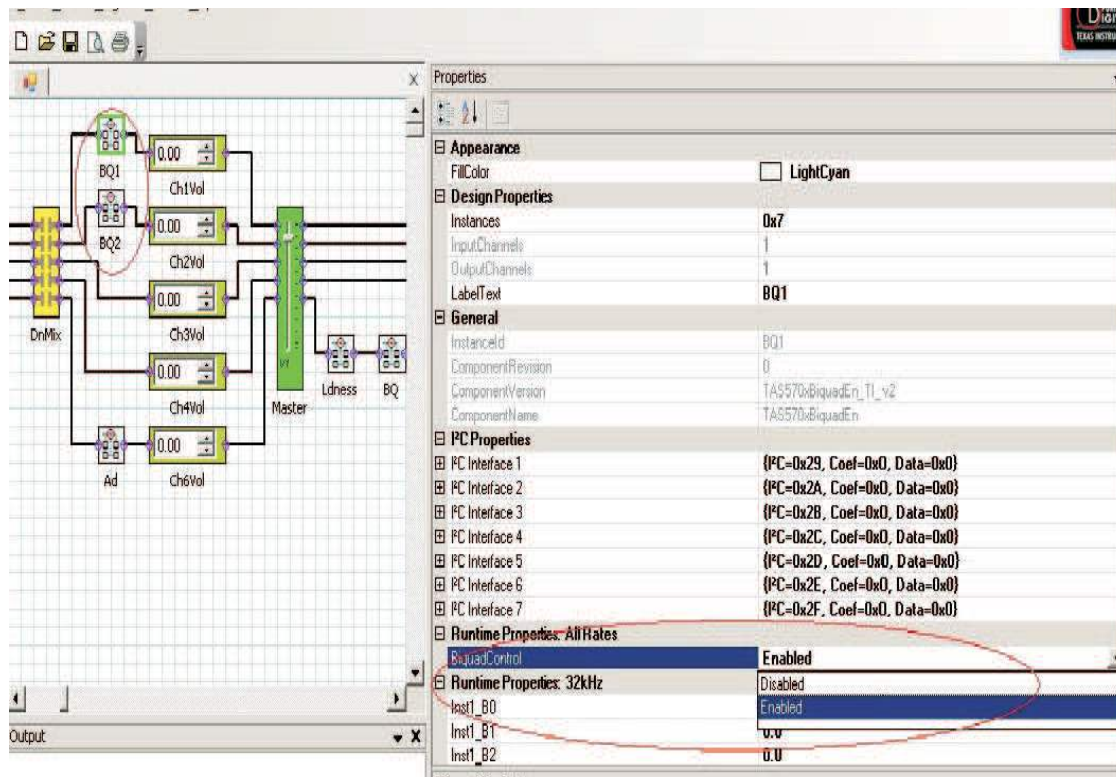 TEXAS INSTRU
X
Properties
BQ1
0.00
Ch1Vol
BQ2
0.00
Ch2Vol
0.00
Ch3Vol
0.00
Ch4Vol
0.00
Ch6Vol
DnMix
Master
Ldness
BQ
Ad
Output
X
Appearance
FillColor LightCyan
Design Properties
Instances 0x7
InputChannels 1
OutputChannels 1
LabelText BQ1
General
InstanceId BQ1
ComponentRevision 0
ComponentVersion TAS570xBiquadEn_TI_v2
ComponentName TAS570xBiquadEn
I²C Properties
I²C Interface 1 {I²C=0x29, Coef=0x0, Data=0x0}
I²C Interface 2 {I²C=0x2A, Coef=0x0, Data=0x0}
I²C Interface 3 {I²C=0x2B, Coef=0x0, Data=0x0}
I²C Interface 4 {I²C=0x2C, Coef=0x0, Data=0x0}
I²C Interface 5 {I²C=0x2D, Coef=0x0, Data=0x0}
I²C Interface 6 {I²C=0x2E, Coef=0x0, Data=0x0}
I²C Interface 7 {I²C=0x2F, Coef=0x0, Data=0x0}
Runtime Properties: All Rates
BiquadControl Enabled
Disabled
Runtime Properties: 32kHz
Enabled
Inst1_B0
Inst1_B1 0.0
Inst1_B2 0.0